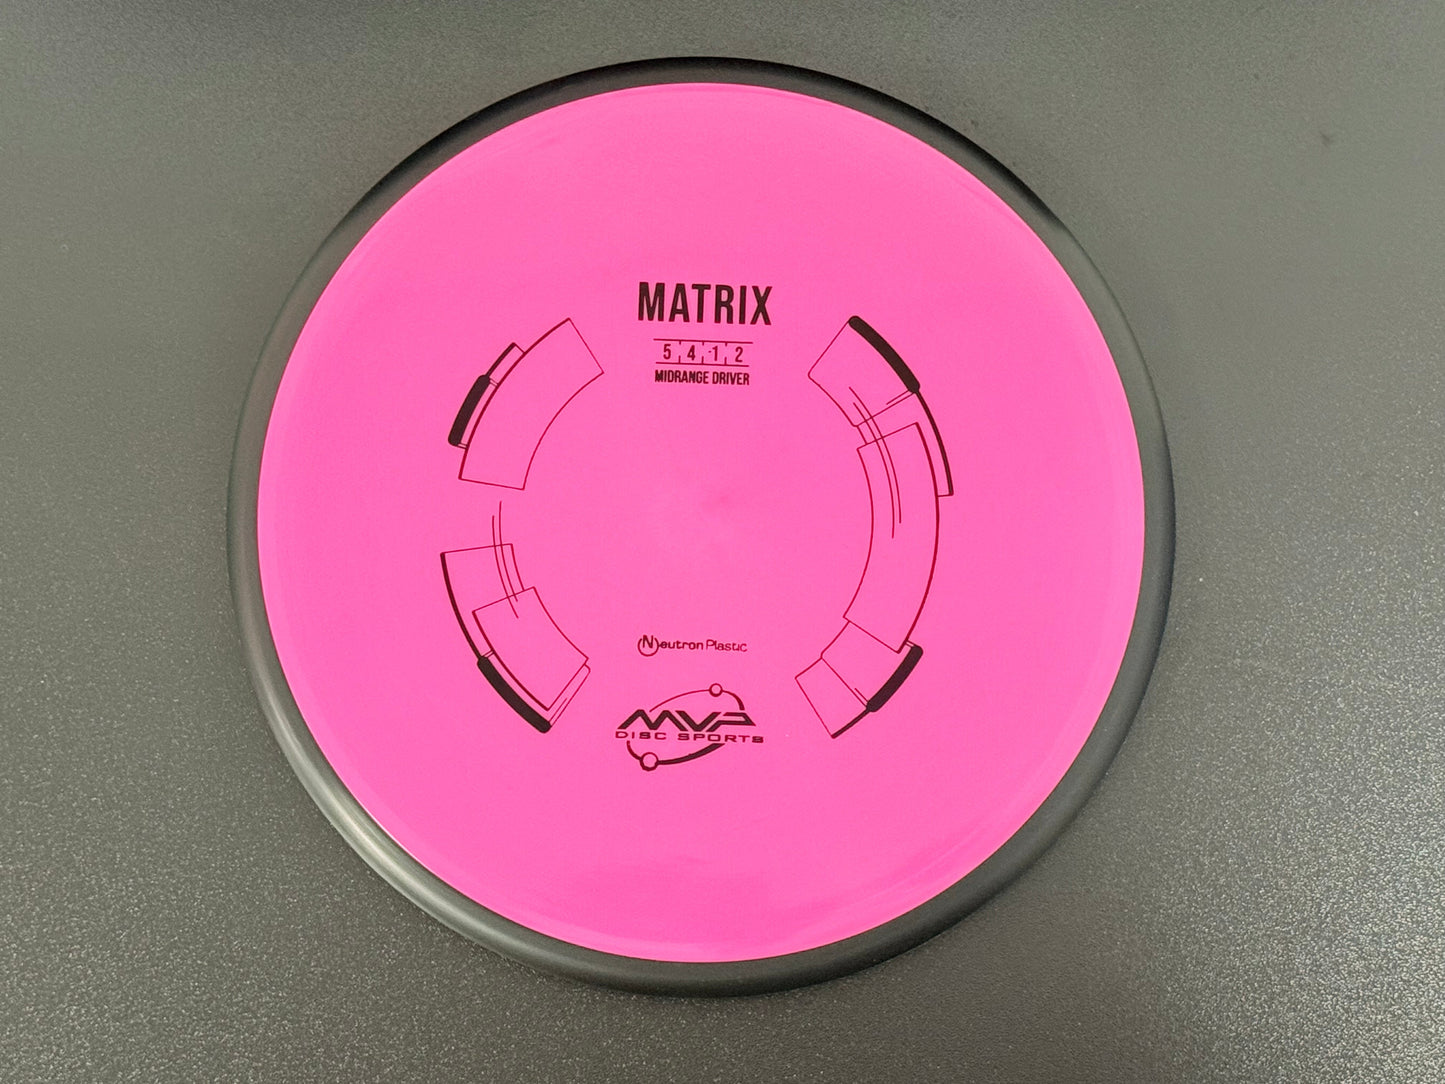 MATRIX
5 4 -1 2
MIDRANGE DRIVER
Neutron Plastic
MVP
DISC SPORTS